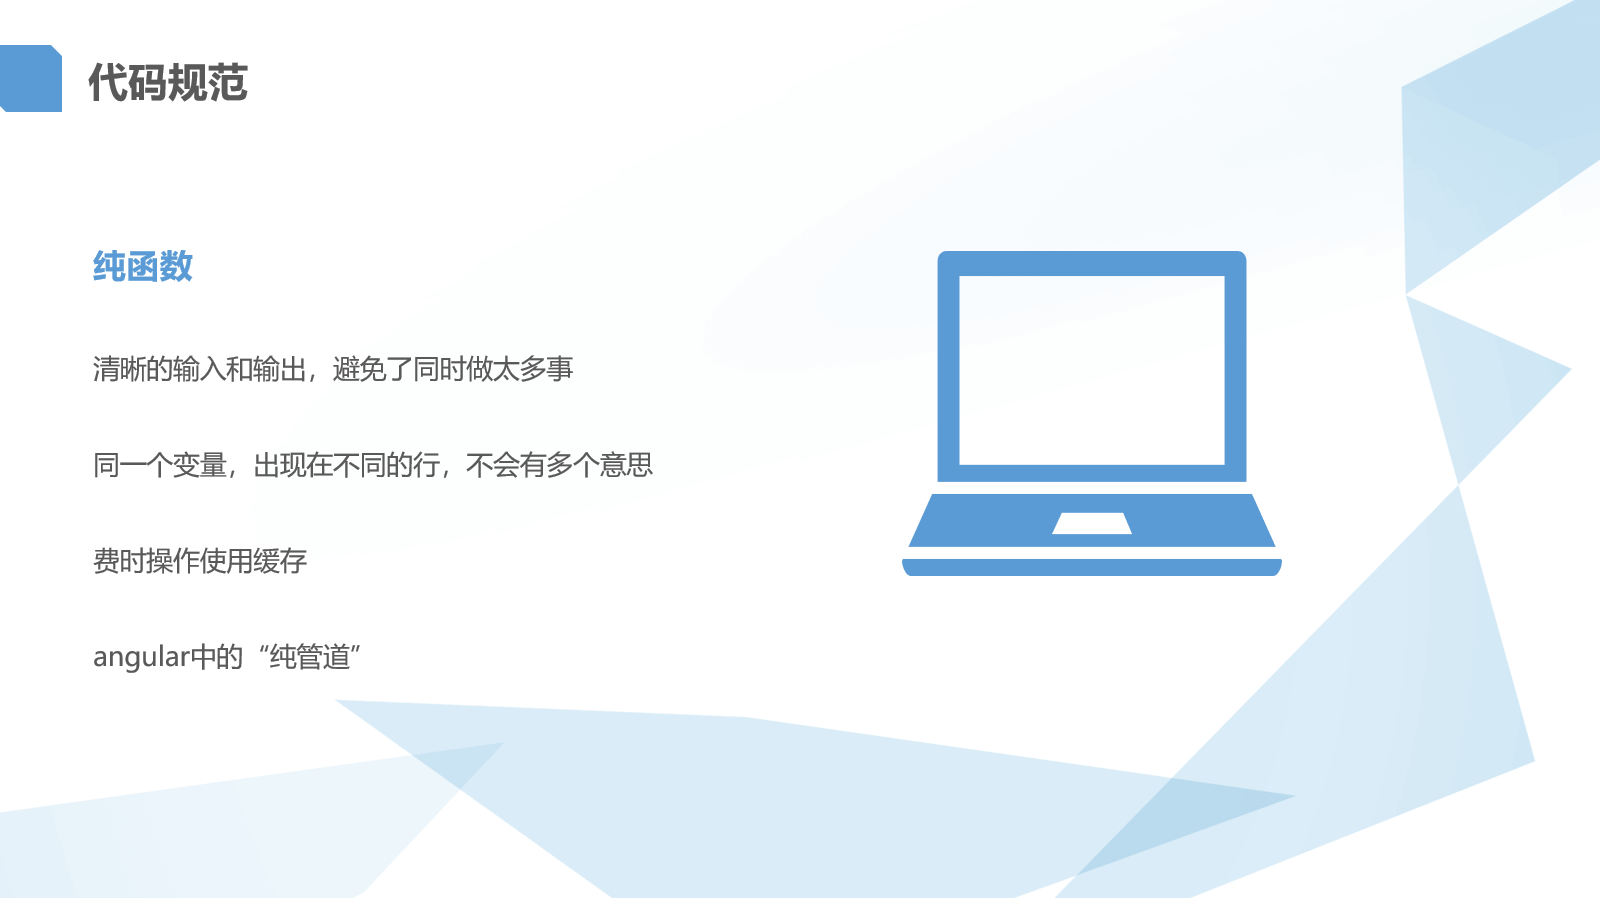 代码规范
纯函数
清晰的输入和输出，避免了同时做太多事
同一个变量，出现在不同的行，不会有多个意思
费时操作使用缓存
angular中的“纯管道”